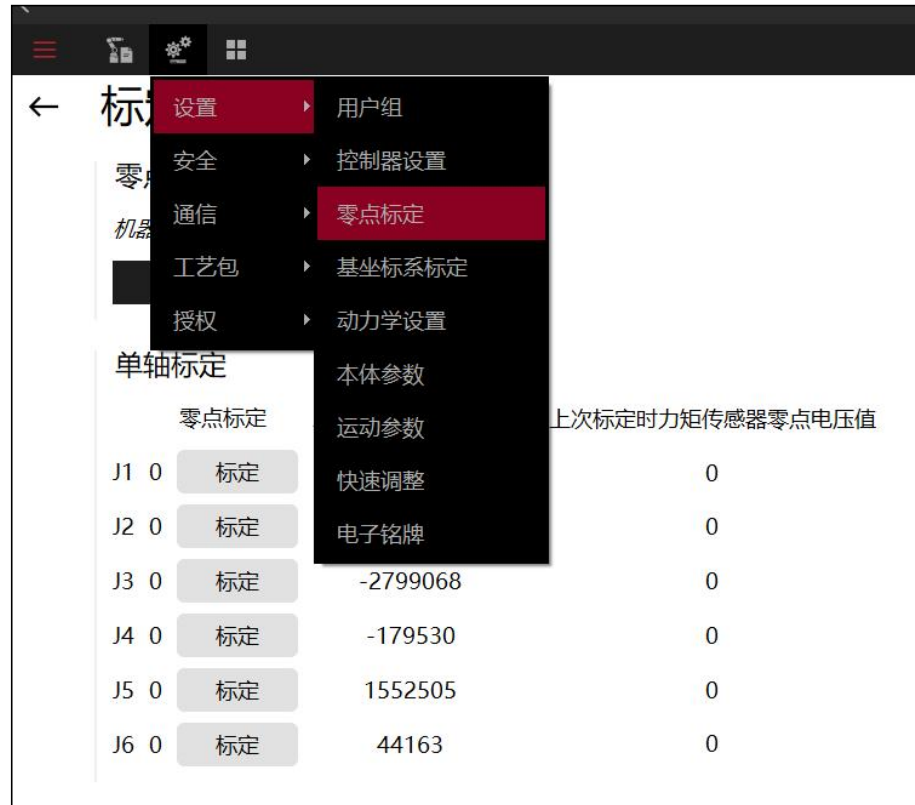 标
设置
用户组
零
安全
控制器设置
机器
通信
零点标定
工艺包
基坐标系标定
授权
动力学设置
单轴标定
本体参数
零点标定
运动参数
上次标定时力矩传感器零点电压值
J1 0 标定 快速调整 0
J2 0 标定 电子铭牌 0
J3 0 标定 -2799068 0
J4 0 标定 -179530 0
J5 0 标定 1552505 0
J6 0 标定 44163 0